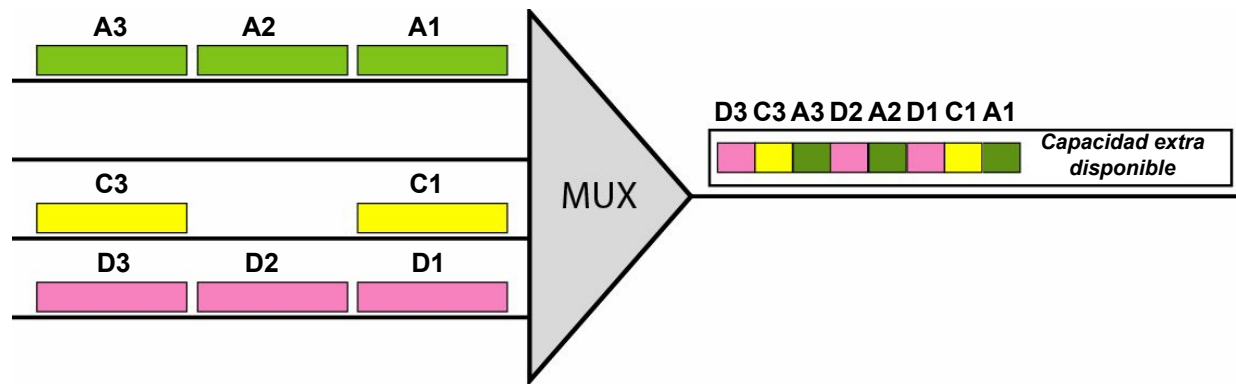 A3 A2 A1
C3 C1
D3 D2 D1
MUX
D3 C3 A3 D2 A2 D1 C1 A1
Capacidad extra
disponible